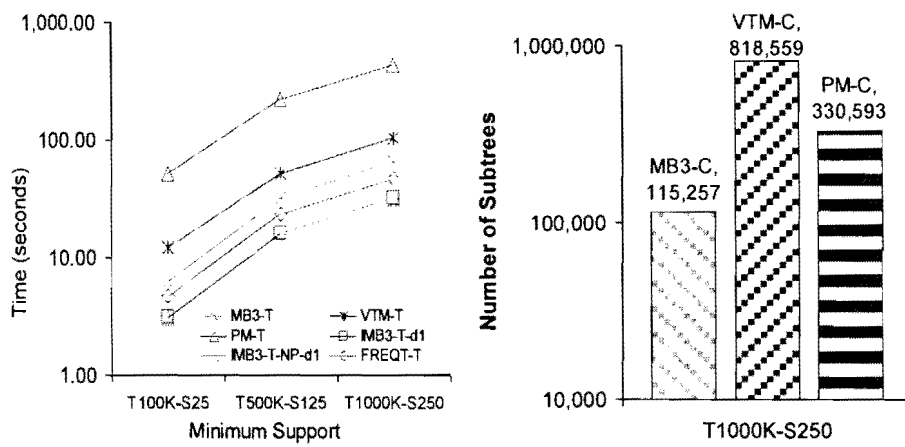 1,000.00
100.00
10.00
1.00
Time (seconds)
MB3-T
VTM-T
PM-T
IMB3-T-d1
IMB3-T-NP-d1
FREQT-T
T100K-S25
T500K-S125
T1000K-S250
Minimum Support
1,000,000
100,000
10,000
Number of Subtrees
MB3-C,
115,257
VTM-C,
818,559
PM-C,
330,593
T1000K-S250